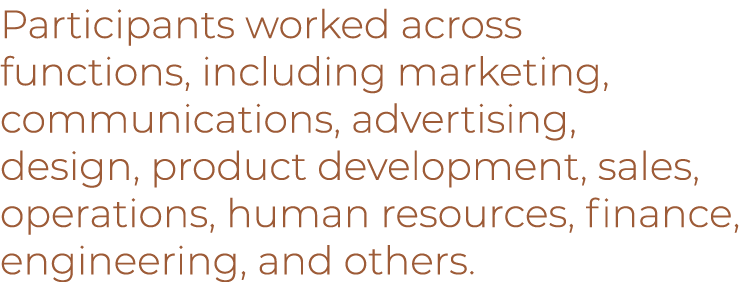 Participants worked across
functions, including marketing,
communications, advertising,
design, product development, sales,
operations, human resources, finance,
engineering, and others.